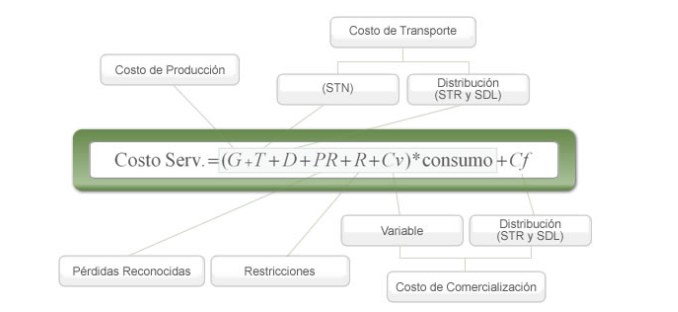 Costo de Transporte
Costo de Producción
(STN)
Distribución
(STR y SDL)
Costo Serv.=(G+T+D+PR+R+Cv)*consumo+Cf
Variable
Distribución
(STR y SDL)
Pérdidas Reconocidas
Restricciones
Costo de Comercialización